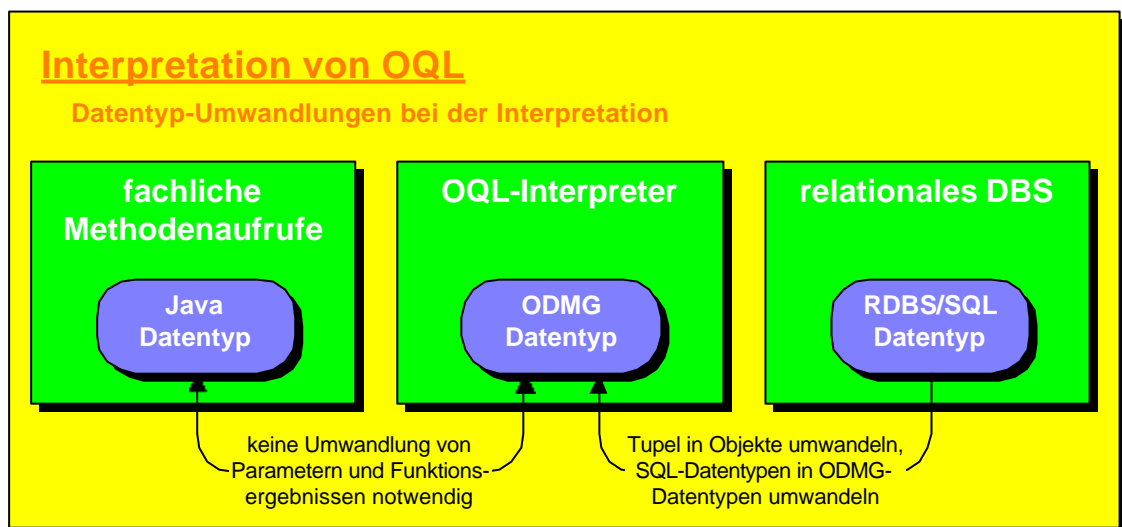 Interpretation von OQL
Datentyp-Umwandlungen bei der Interpretation
fachliche
Methodenaufrufe
Java
Datentyp
OQL-Interpreter
ODMG
Datentyp
relationales DBS
RDBS/SQL
Datentyp
keine Umwandlung von
Parametern und Funktions-
ergebnissen notwendig
Tupel in Objekte umwandeln,
SQL-Datentypen in ODMG-
Datentypen umwandeln